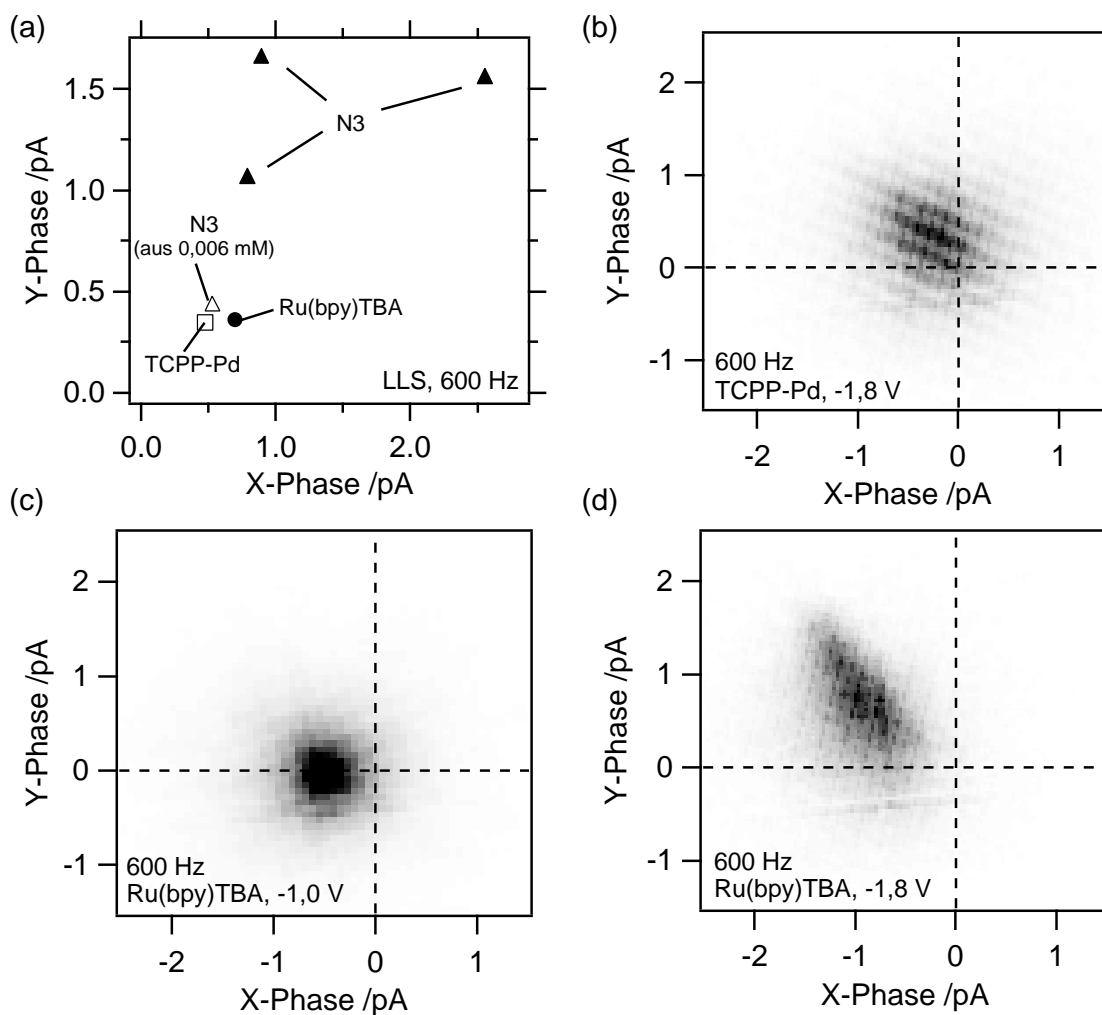 (a)
Y-Phase /pA
1.5
1.0
0.5
0.0
N3
N3
(aus 0,006 mM)
Ru(bpy)TBA
TCPP-Pd
LLS, 600 Hz
0.0
1.0
2.0
X-Phase /pA
(b)
Y-Phase /pA
2
1
0
-1
600 Hz
TCPP-Pd, -1,8 V
-2
-1
0
1
X-Phase /pA
(c)
Y-Phase /pA
2
1
0
-1
600 Hz
Ru(bpy)TBA, -1,0 V
-2
-1
0
1
X-Phase /pA
(d)
Y-Phase /pA
2
1
0
-1
600 Hz
Ru(bpy)TBA, -1,8 V
-2
-1
0
1
X-Phase /pA